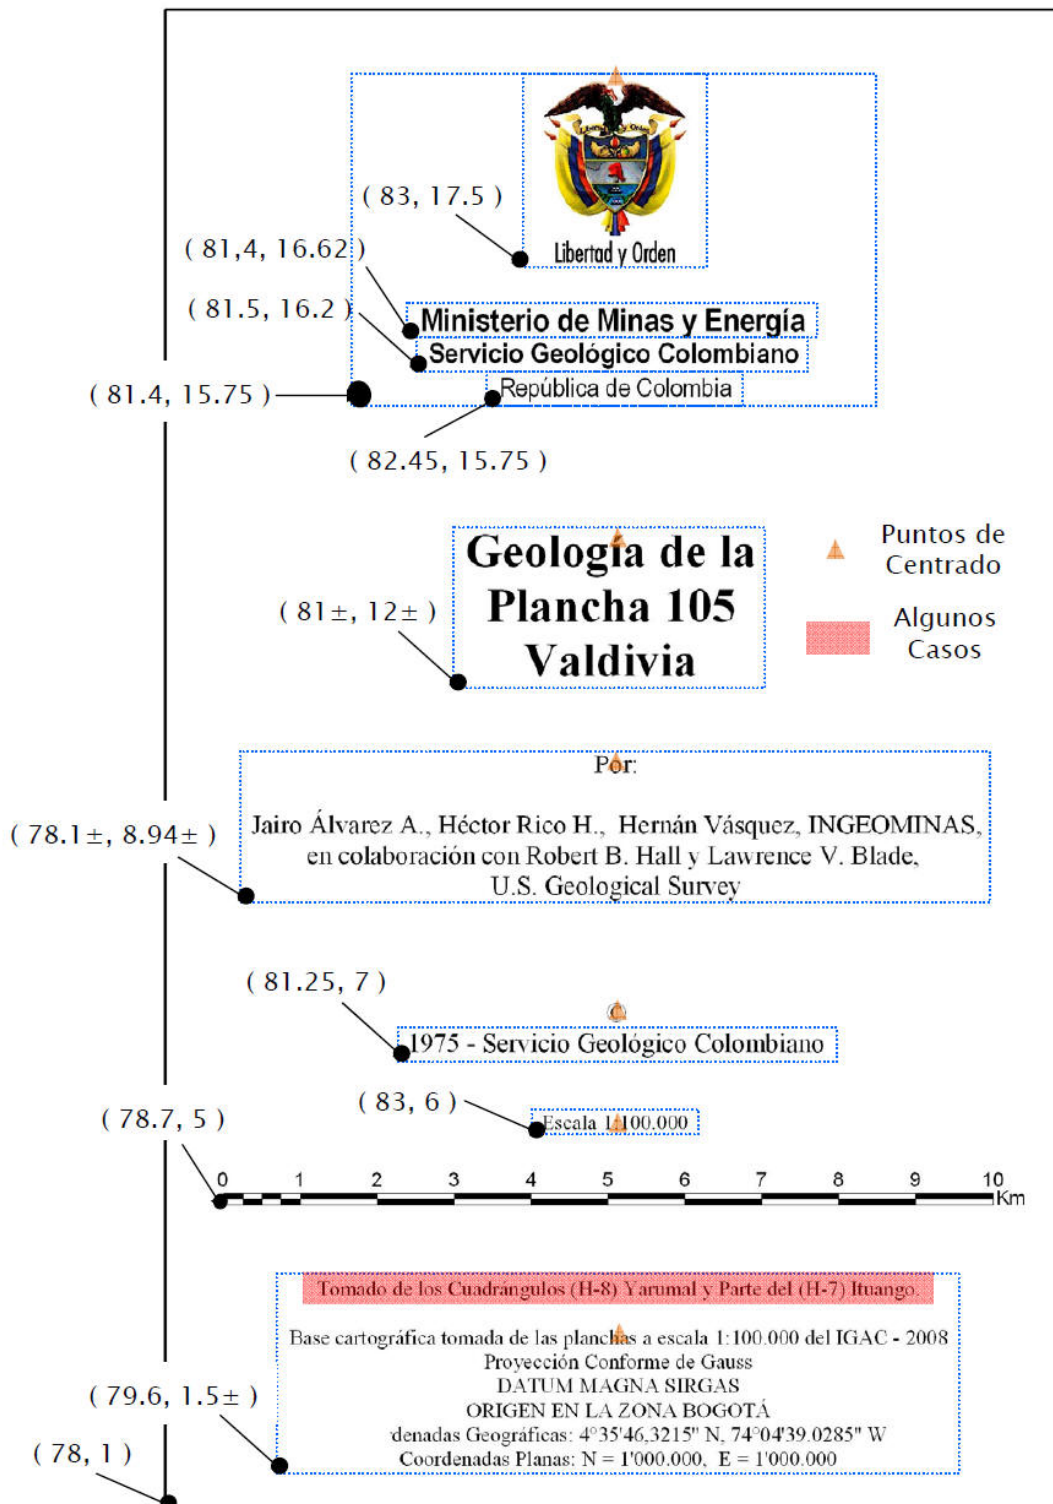 Libertad y Orden
( 83, 17.5 )
Libertad y Orden
( 81,4, 16.62 )
( 81.5, 16.2 )
Ministerio de Minas y Energía
Servicio Geológico Colombiano
República de Colombia
( 81.4, 15.75 )
( 82.45, 15.75 )
Geología de la
Plancha 105
Valdivia
( 81±, 12± )
Puntos de
Centrado
Algunos
Casos
Por:
Jairo Álvarez A., Héctor Rico H., Hernán Vásquez, INGEOMINAS,
en colaboración con Robert B. Hall y Lawrence V. Blade,
U.S. Geological Survey
( 78.1±, 8.94± )
( 81.25, 7 )
©
1975 - Servicio Geológico Colombiano
( 83, 6 )
Escala 1:100.000
( 78.7, 5 )
0 1 2 3 4 5 6 7 8 9 10
Km
Tomado de los Cuadrángulos (H-8) Yarumal y Parte del (H-7) Ituango.
Base cartográfica tomada de las planchas a escala 1:100.000 del IGAC - 2008
Proyección Conforme de Gauss
DATUM MAGNA SIRGAS
ORIGEN EN LA ZONA BOGOTÁ
denadas Geográficas: 4°35'46,3215" N, 74°04'39.0285" W
Coordenadas Planas: N = 1'000.000, E = 1'000.000
( 79.6, 1.5± )
( 78, 1 )